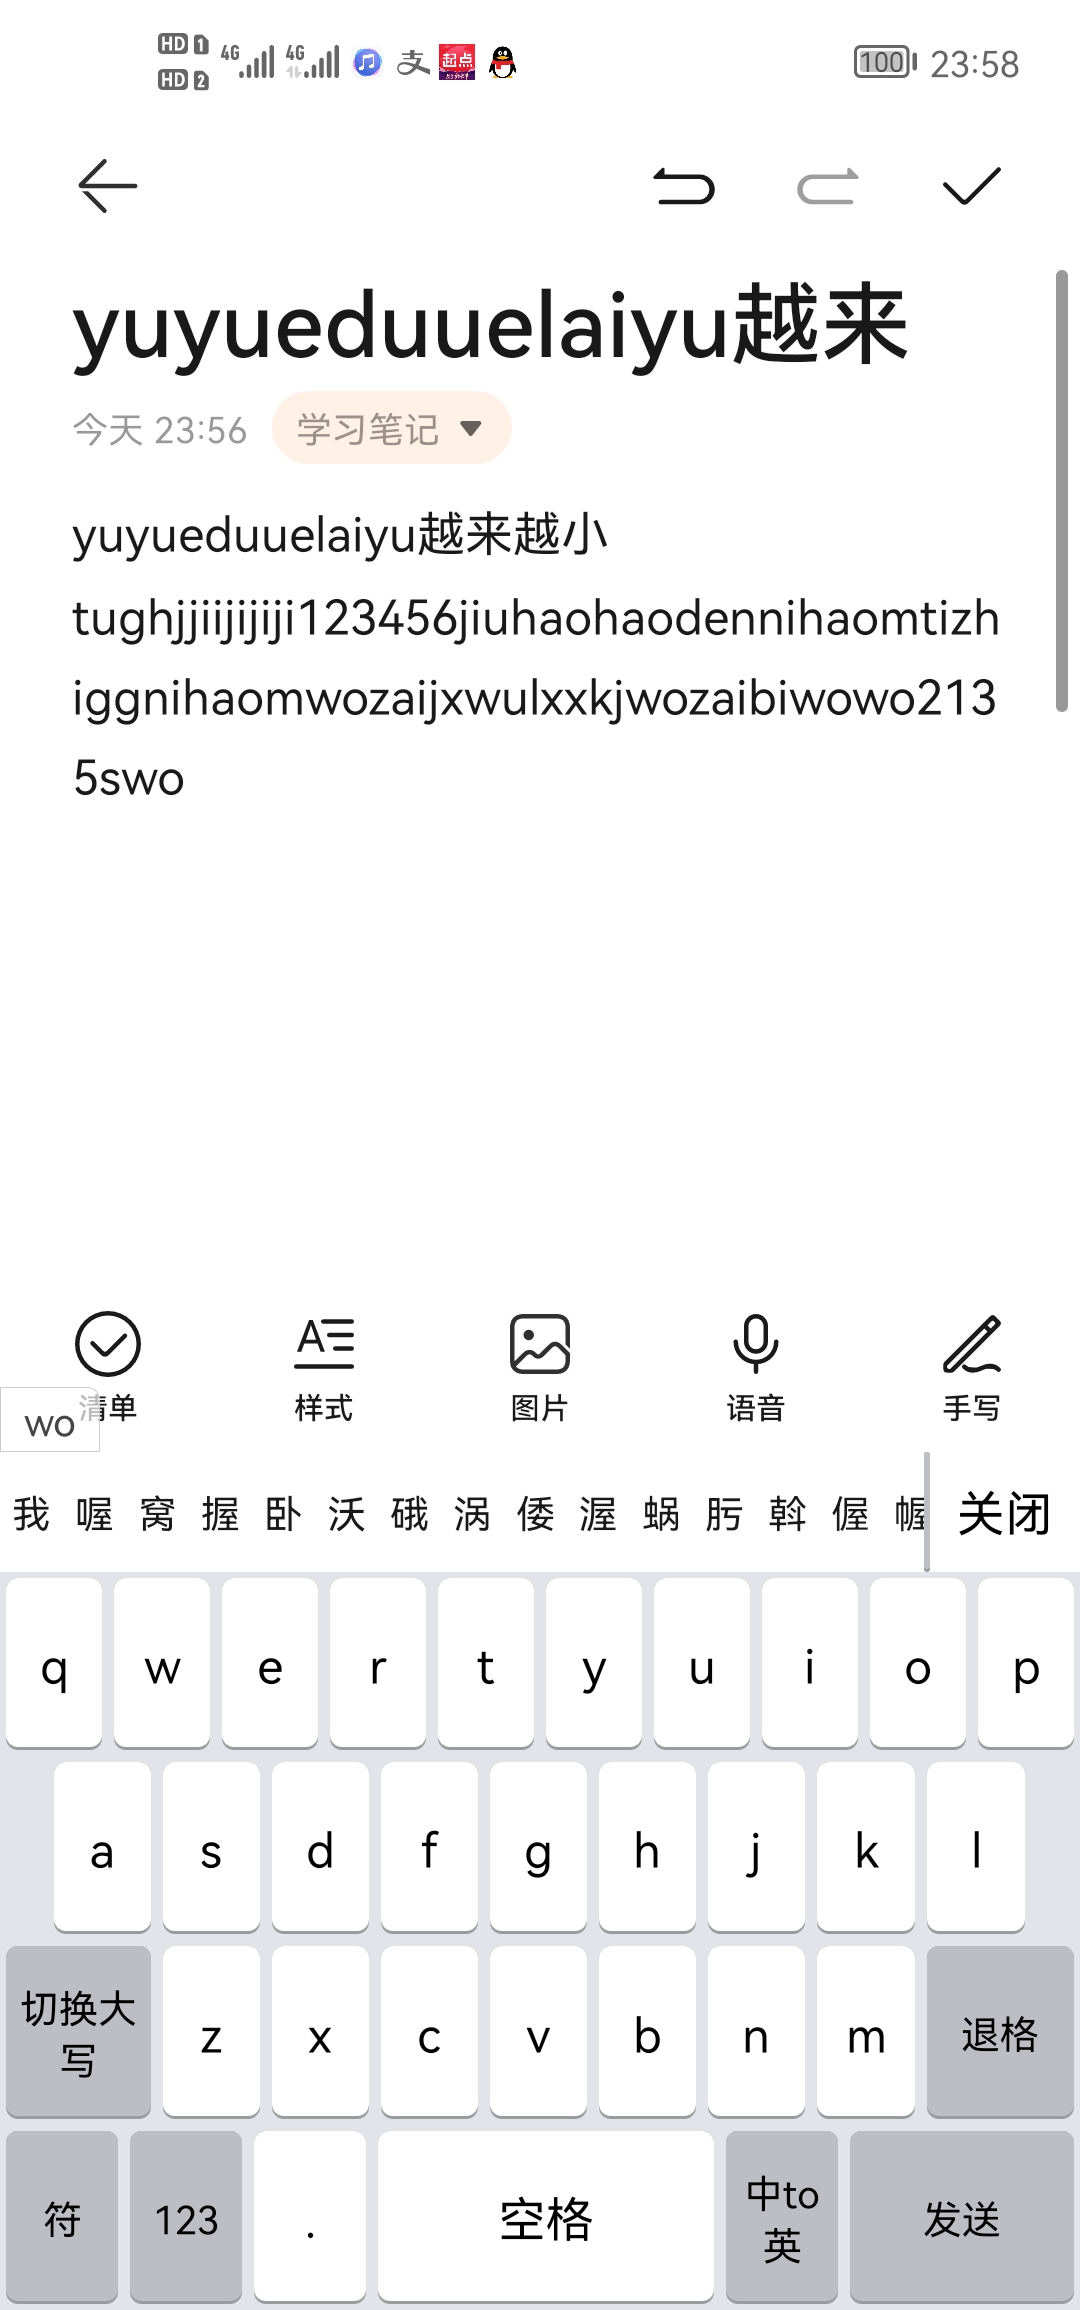 HD 1 4G 4G 起点 100 23:58
HD 2
yuyueduuelaiyu越来
今天 23:56 学习笔记
yuyueduuelaiyu越来越小
tughjjiijijiji123456jiuhaohaodennihaomtizh
iggnihaomwozaijxwulxxkjwozaibiwowo213
5swo
清单 样式 图片 语音 手写
wo
我 喔 窝 握 卧 沃 硪 涡 倭 渥 蜗 肟 斡 偓 幄 关闭
q w e r t y u i o p
a s d f g h j k l
切换大写 z x c v b n m 退格
符 123 . 空格 中to英 发送